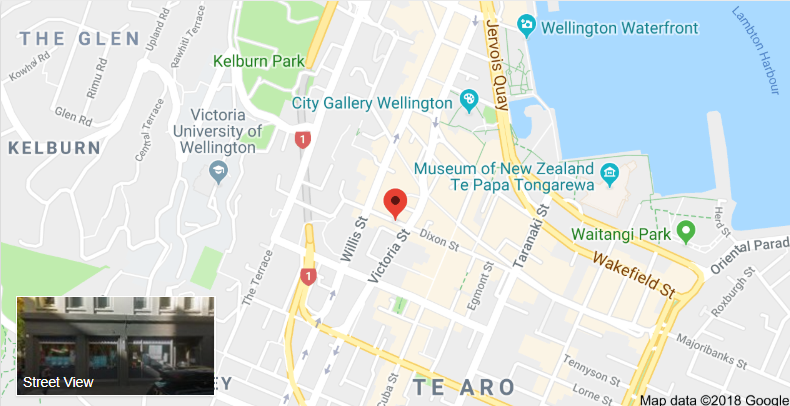 THE GLEN
Upland Rd
Rawhiti Terrace
Kowhai Rd
Rimu Rd
Glen Rd
Central Terrace
KELBURN
Kelburn Park
Victoria
University of
Wellington
1
City Gallery Wellington
Jervois Quay
Wellington Waterfront
Lambton
Harbour
Museum of New Zealand
Te Papa Tongarewa
Waitangi Park
Herd St
Oriental Parad
Willis St
Victoria St
Dixon St
Taranaki St
Wakefield St
The Terrace
1
Egmont St
Roxburgh St
Majoribanks St
Tennyson St
Lorne St
Cuba St
TE ARO
EY
Street View
Map data ©2018 Google